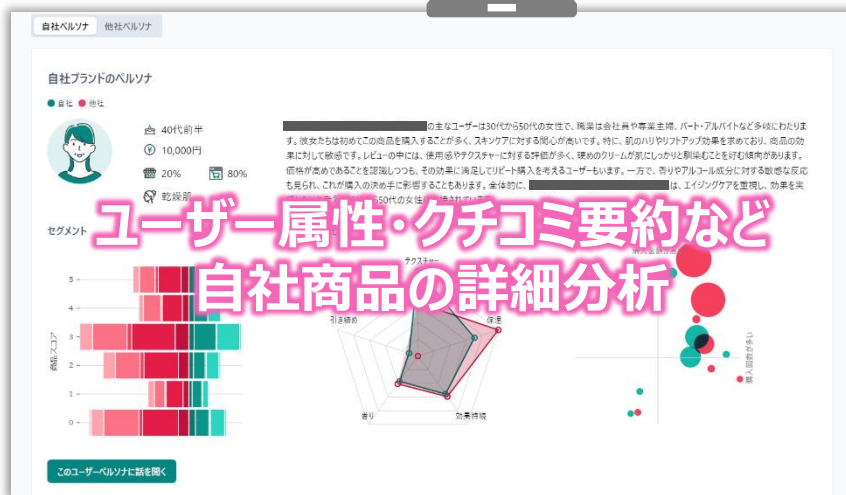 自社ペルソナ 他社ペルソナ
自社ブランドのペルソナ
自社 他社
40代前半
10,000円
20% 80%
乾燥肌
の主なユーザーは30代から50代の女性で、職業は会社員や専業主婦、パート・アルバイトなど多岐にわたりま
す。彼女たちは初めてこの商品を購入することが多く、スキンケアに対する関心が高いです。特に、肌のハリやリフトアップ効果を求めており、商品の効
果に対して敏感です。レビューの中には、使用感やテクスチャーに対する評価が多く、硬めのクリームが肌にしっかりと馴染むことを好む傾向があります。
価格が高めであることを認識しつつも、その効果に満足してリピート購入を考えるユーザーもいます。一方で、香りやアルコール成分に対する敏感な反応
も見られ、これが購入の決め手に影響することもあります。全体的に、
は、エイジングケアを重視し、効果を実
50代の女性
ユーザー属性・クチコミ要約など
自社商品の詳細分析
セグメント
テクスチャー
引き締め
保湿
香り
効果持続
商品スコア
5
4
3
2
1
0
購入回数が多い
このユーザーペルソナに話を聞く